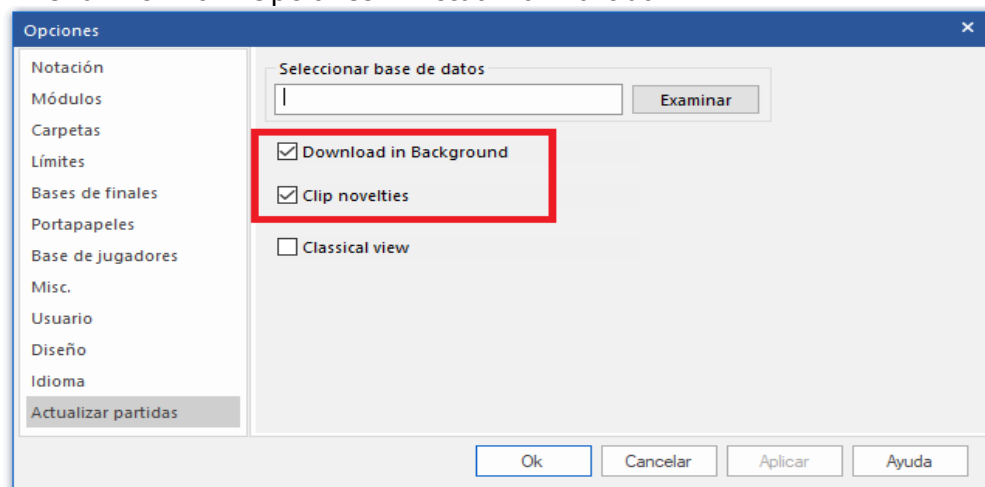 Opciones
Notación
Módulos
Carpetas
Límites
Bases de finales
Portapapeles
Base de jugadores
Misc.
Usuario
Diseño
Idioma
Actualizar partidas
Seleccionar base de datos
Examinar
Download in Background
Clip novelties
Classical view
Ok Cancelar Aplicar Ayuda